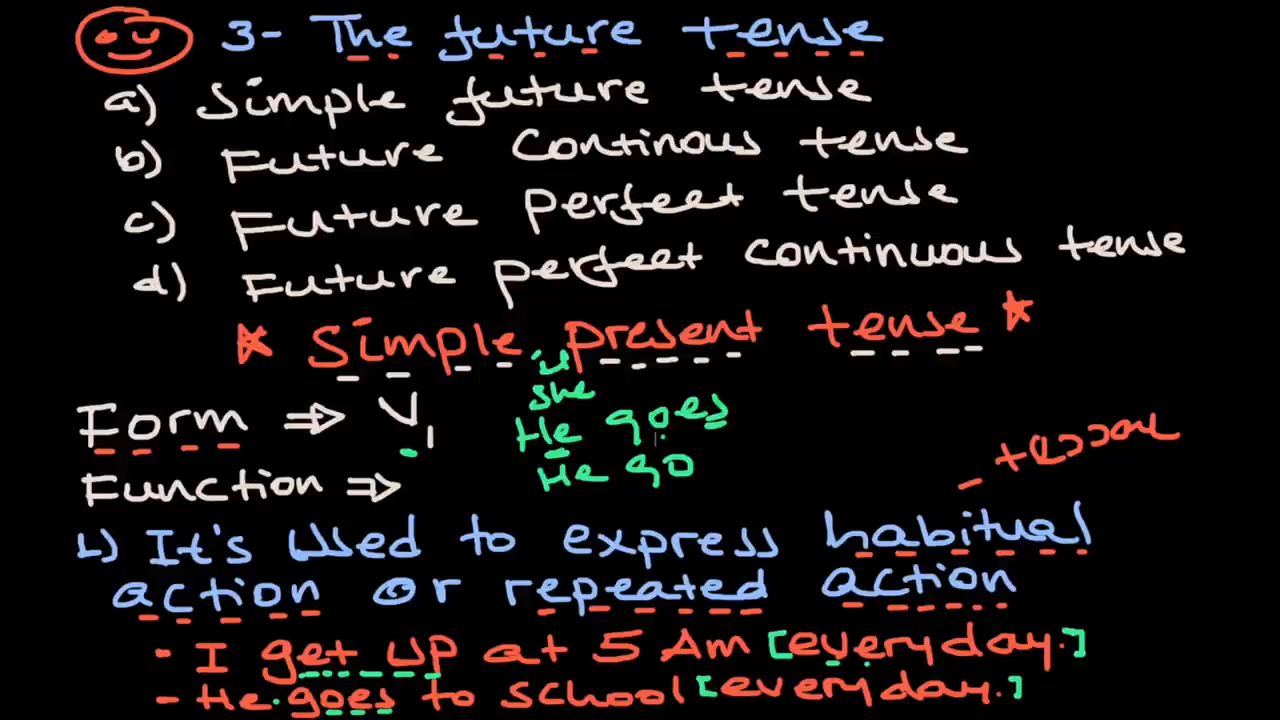 3- The future tense
a) Simple future tense
b) Future Continous tense
c) Future perfect tense
d) Future perfect continuous tense
* Simple present tense *
Form ⇒ V1
she
He goes
He go
Function ⇒
1) It's used to express habitual
action or repeated action
- I get up at 5 Am [everyday.]
- He goes to school [everyday.]